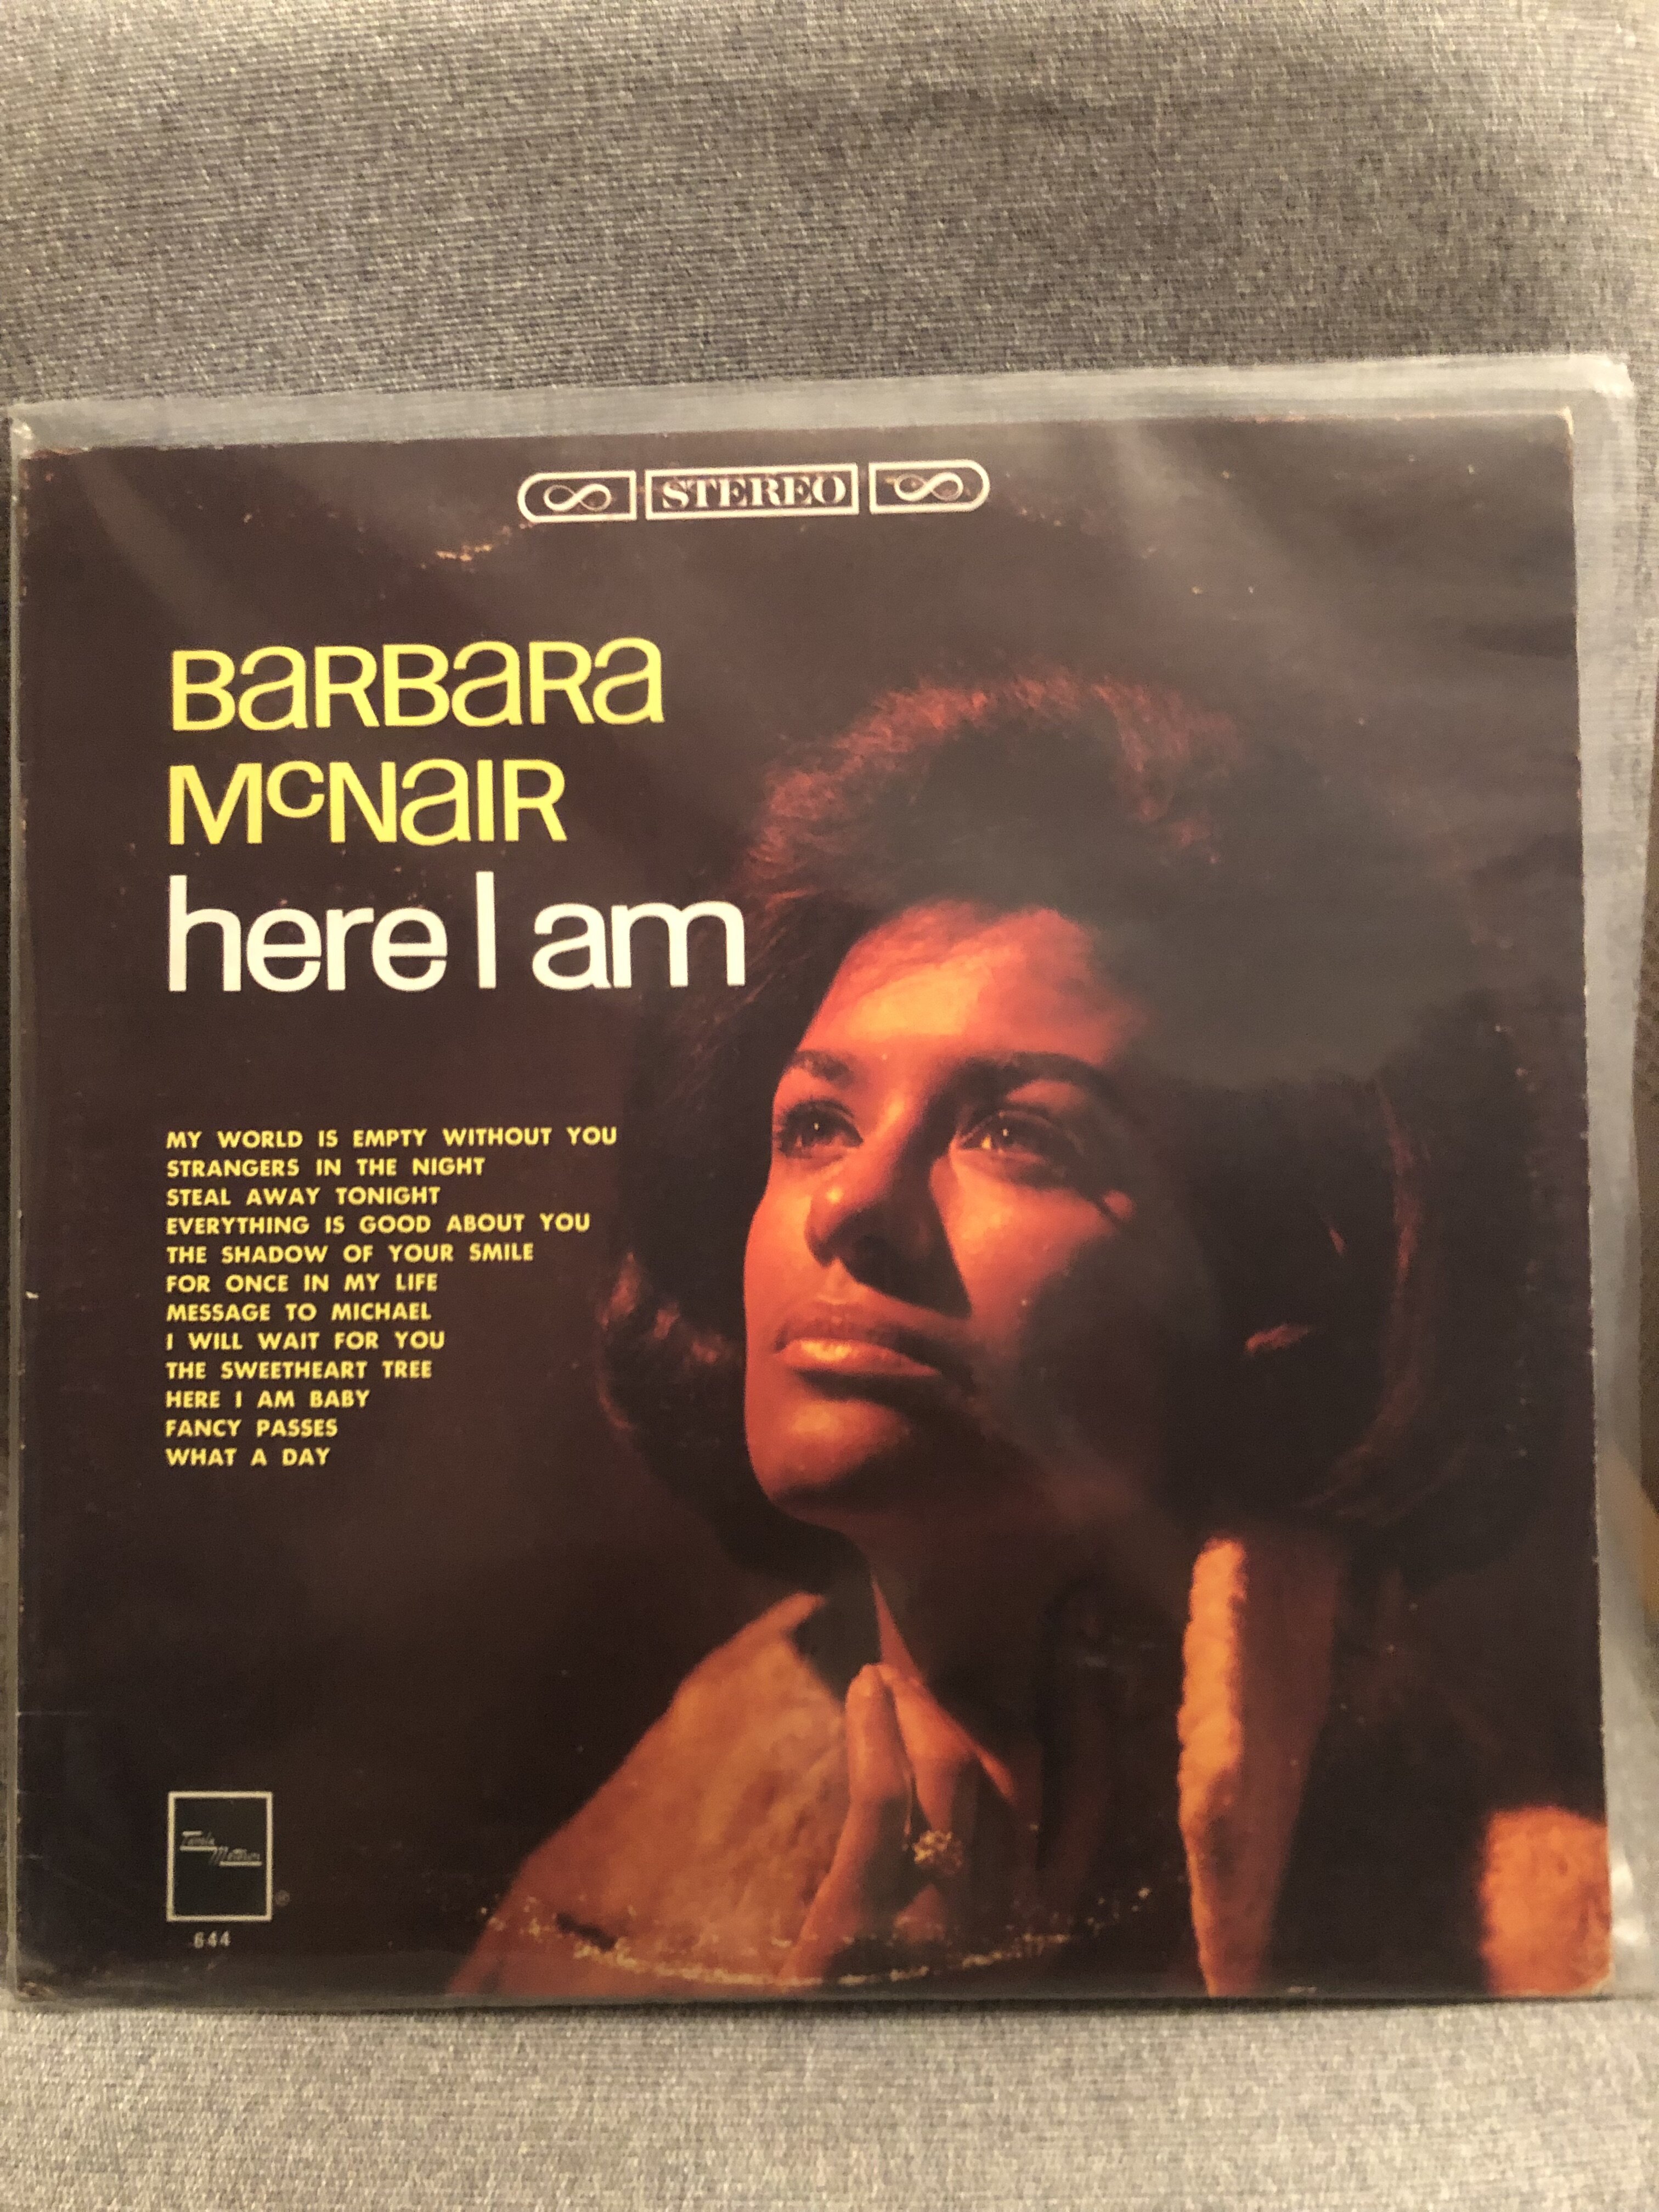 STEREO
BARBARA
McNAIR
here I am
MY WORLD IS EMPTY WITHOUT YOU
STRANGERS IN THE NIGHT
STEAL AWAY TONIGHT
EVERYTHING IS GOOD ABOUT YOU
THE SHADOW OF YOUR SMILE
FOR ONCE IN MY LIFE
MESSAGE TO MICHAEL
I WILL WAIT FOR YOU
THE SWEETHEART TREE
HERE I AM BABY
FANCY PASSES
WHAT A DAY
Tamla
Motown
®
644